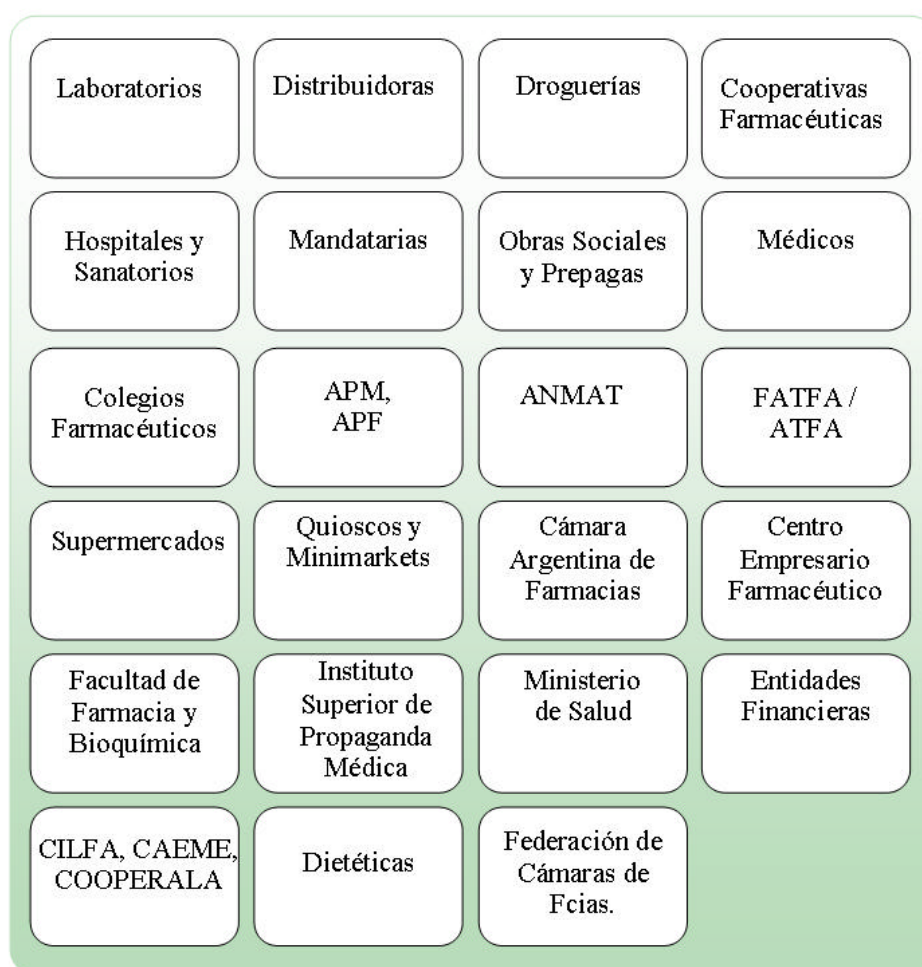 Laboratorios
Distribuidoras
Droguerías
Cooperativas
Farmacéuticas
Hospitales y
Sanatorios
Mandatarias
Obras Sociales
y Prepagas
Médicos
Colegios
Farmacéuticos
APM,
APF
ANMAT
FATFA /
ATFA
Supermercados
Quioscos y
Minimarkets
Cámara
Argentina de
Farmacias
Centro
Empresario
Farmacéutico
Facultad de
Farmacia y
Bioquímica
Instituto
Superior de
Propaganda
Médica
Ministerio
de Salud
Entidades
Financieras
CILFA, CAEME,
COOPERALA
Dietéticas
Federación de
Cámaras de
Fcias.